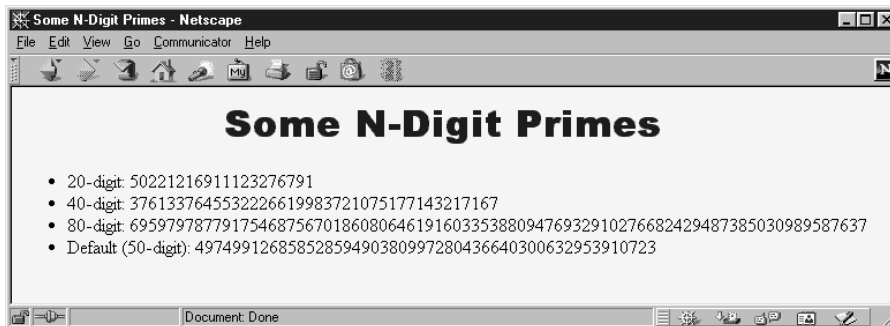 Some N-Digit Primes - Netscape
File Edit View Go Communicator Help
My
N
Some N-Digit Primes
• 20-digit: 50221216911123276791
• 40-digit: 3761337645532226619983721075177143217167
• 80-digit: 69597978779175468756701860806461916033538809476932910276682429487385030989587637
• Default (50-digit): 49749912685852859490380997280436640300632953910723
Document: Done